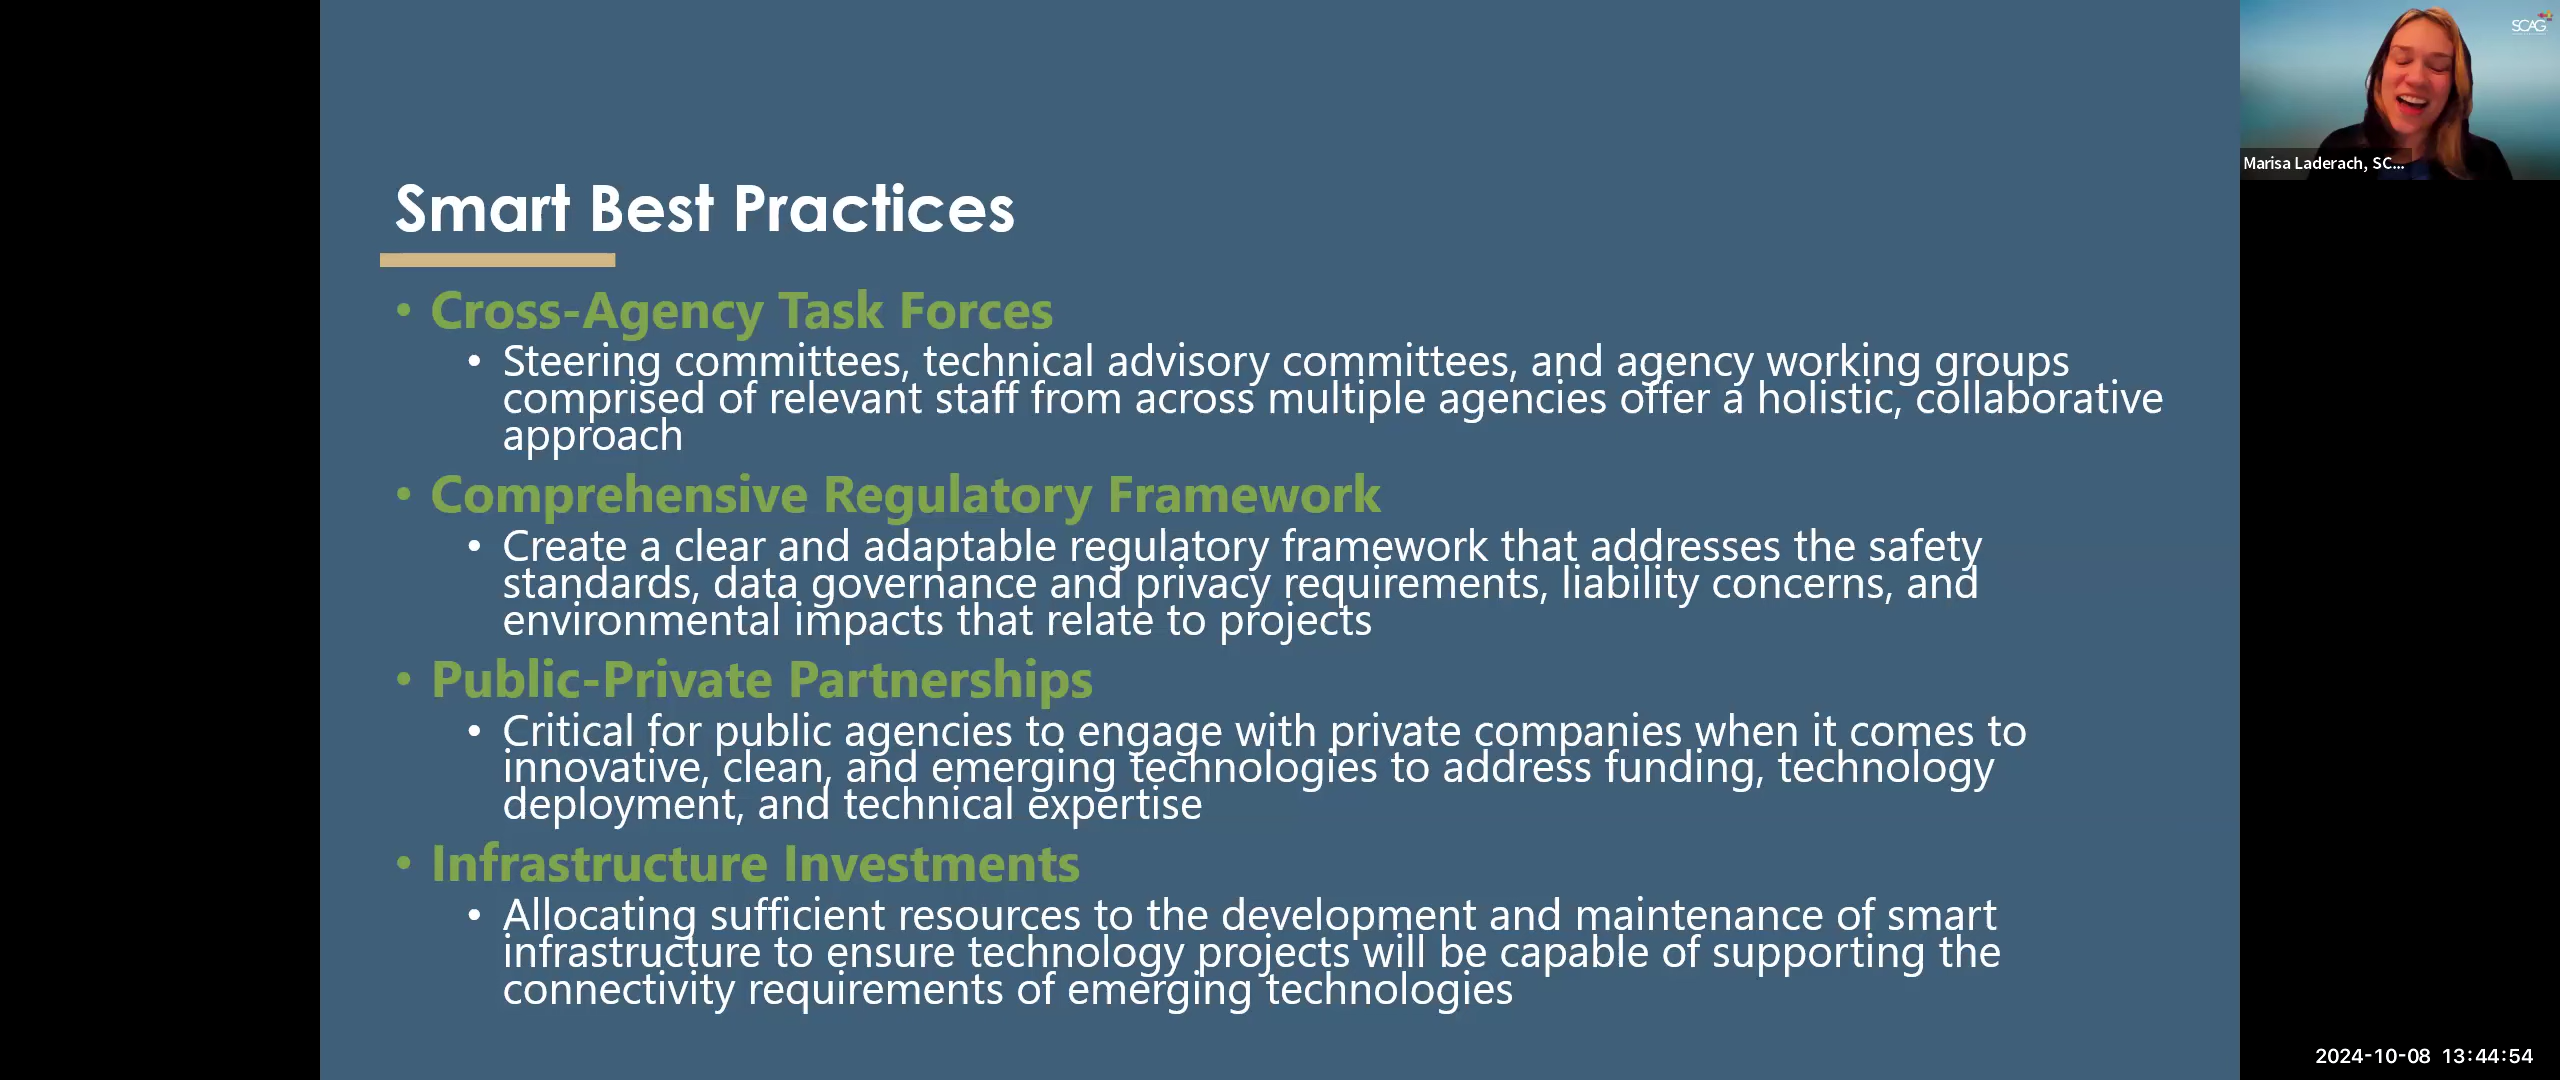 Smart Best Practices
• Cross-Agency Task Forces
• Steering committees, technical advisory committees, and agency working groups
comprised of relevant staff from across multiple agencies offer a holistic, collaborative
approach
• Comprehensive Regulatory Framework
• Create a clear and adaptable regulatory framework that addresses the safety
standards, data governance and privacy requirements, liability concerns, and
environmental impacts that relate to projects
• Public-Private Partnerships
• Critical for public agencies to engage with private companies when it comes to
innovative, clean, and emerging technologies to address funding, technology
deployment, and technical expertise
• Infrastructure Investments
• Allocating sufficient resources to the development and maintenance of smart
infrastructure to ensure technology projects will be capable of supporting the
connectivity requirements of emerging technologies
SCAG
Marisa Laderach, SC...
2024-10-08 13:44:54